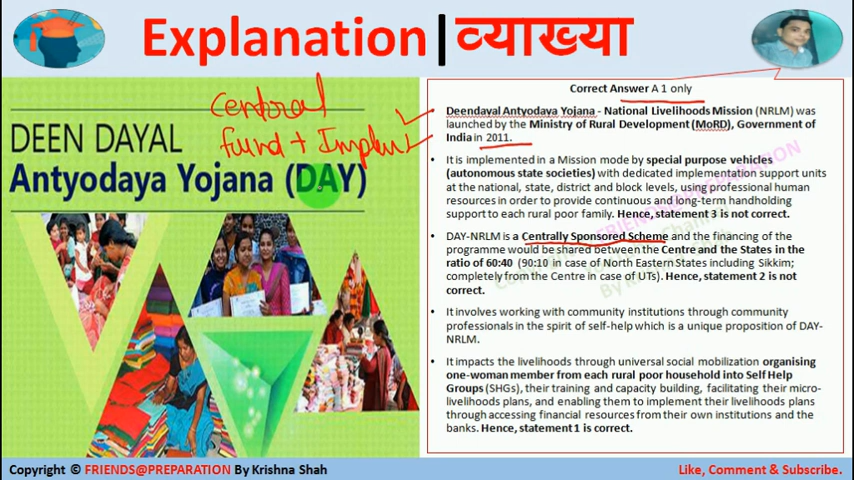 Explanation|व्याख्या
Central
fund + Implu
DEEN DAYAL
Antyodaya Yojana (DAY)
Correct Answer A 1 only
• Deendayal Antyodaya Yojana - National Livelihoods Mission (NRLM) was
launched by the Ministry of Rural Development (MoRD), Government of
India in 2011.
• It is implemented in a Mission mode by special purpose vehicles
(autonomous state societies) with dedicated implementation support units
at the national, state, district and block levels, using professional human
resources in order to provide continuous and long-term handholding
support to each rural poor family. Hence, statement 3 is not correct.
• DAY-NRLM is a Centrally Sponsored Scheme and the financing of the
programme would be shared between the Centre and the States in the
ratio of 60:40 (90:10 in case of North Eastern States including Sikkim;
completely from the Centre in case of UTs). Hence, statement 2 is not
correct.
• It involves working with community institutions through community
professionals in the spirit of self-help which is a unique proposition of DAY-
NRLM.
• It impacts the livelihoods through universal social mobilization organising
one-woman member from each rural poor household into Self Help
Groups (SHGs), their training and capacity building, facilitating their micro-
livelihoods plans, and enabling them to implement their livelihoods plans
through accessing financial resources from their own institutions and the
banks. Hence, statement 1 is correct.
Copyright © FRIENDS@PREPARATION By Krishna Shah
Like, Comment & Subscribe.